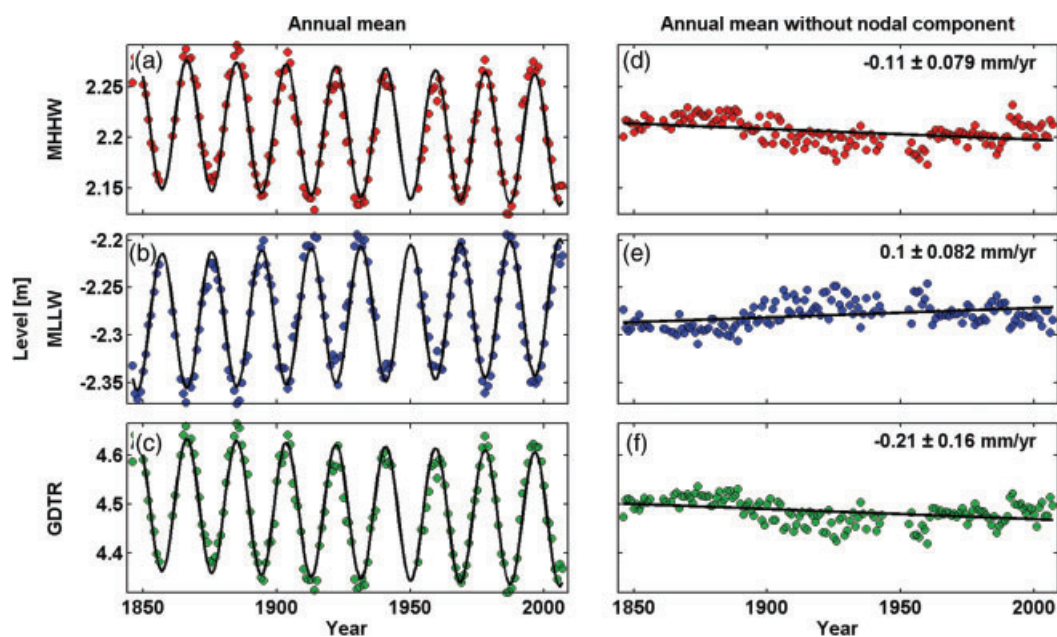 Annual mean
Annual mean without nodal component
(a)
MHHW
2.25
2.2
2.15
(d)
-0.11 ± 0.079 mm/yr
Level [m]
(b)
MLLW
-2.2
-2.25
-2.3
-2.35
(e)
0.1 ± 0.082 mm/yr
(c)
GDTR
4.6
4.5
4.4
(f)
-0.21 ± 0.16 mm/yr
1850 1900 1950 2000
Year
1850 1900 1950 2000
Year